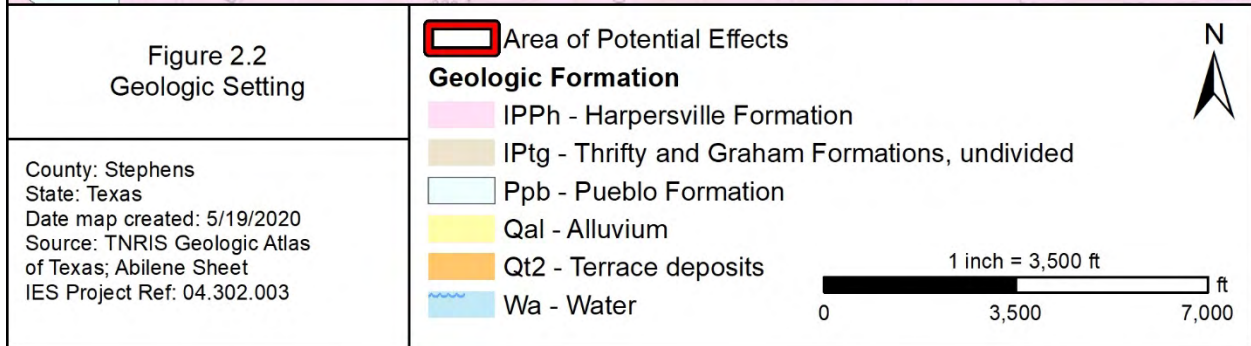 Figure 2.2
Geologic Setting
County: Stephens
State: Texas
Date map created: 5/19/2020
Source: TNRIS Geologic Atlas
of Texas; Abilene Sheet
IES Project Ref: 04.302.003
Area of Potential Effects
Geologic Formation
IPPh - Harpersville Formation
IPtg - Thrifty and Graham Formations, undivided
Ppb - Pueblo Formation
Qal - Alluvium
Qt2 - Terrace deposits
Wa - Water
N
1 inch = 3,500 ft
ft
0 3,500 7,000